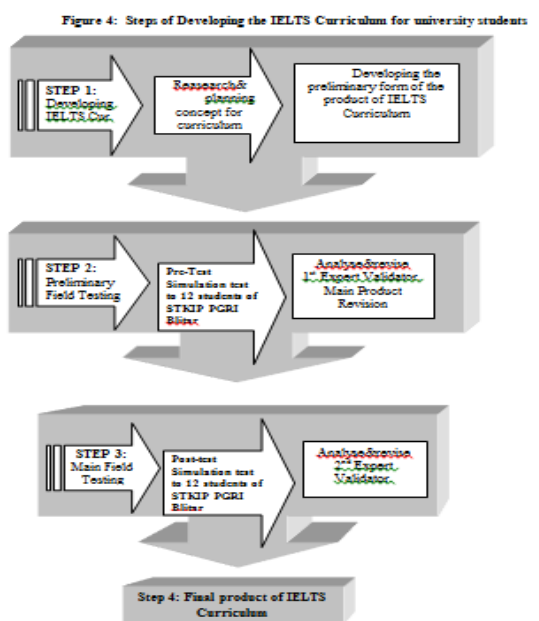 Figure 4: Steps of Developing the IELTS Curriculum for university students
STEP 1:
Developing
IELTS Cur.
Reasearch&
planning
concept for
curriculum
Developing the
preliminary form of the
product of IELTS
Curriculum
STEP 2:
Preliminary
Field Testing
Pre-Test
Simulation test
to 12 students of
STKIP PGRI
Blitar
Analyse&revise
1st Expert Validator
Main Product
Revision
STEP 3:
Main Field
Testing
Post-test
Simulation test
to 12 students of
STKIP PGRI
Blitar
Analyse&revise
2nd Expert
Validator
Step 4: Final product of IELTS
Curriculum